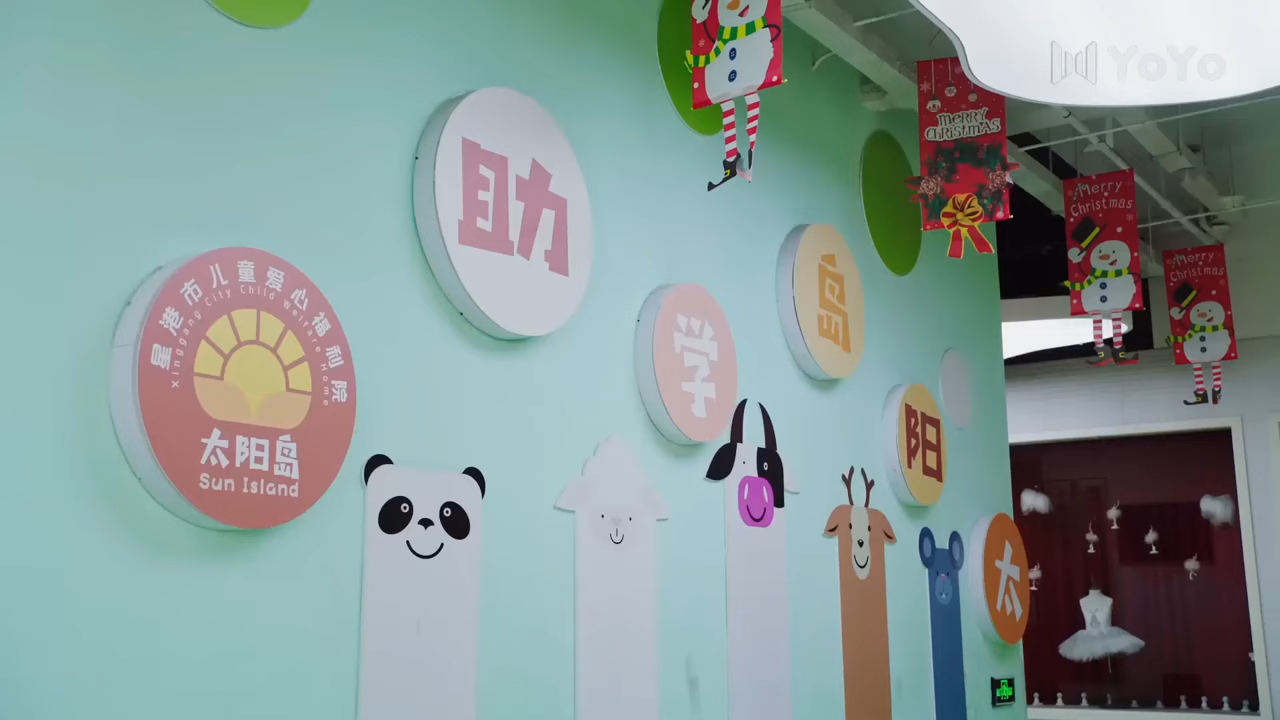 星港市儿童爱心福利院
Xinggang City Child Welfare Home
太阳岛
Sun Island
助
学
岛
阳
太
MERRY
CHRISTMAS
Merry
Christmas
Merry
Christmas
YoYo